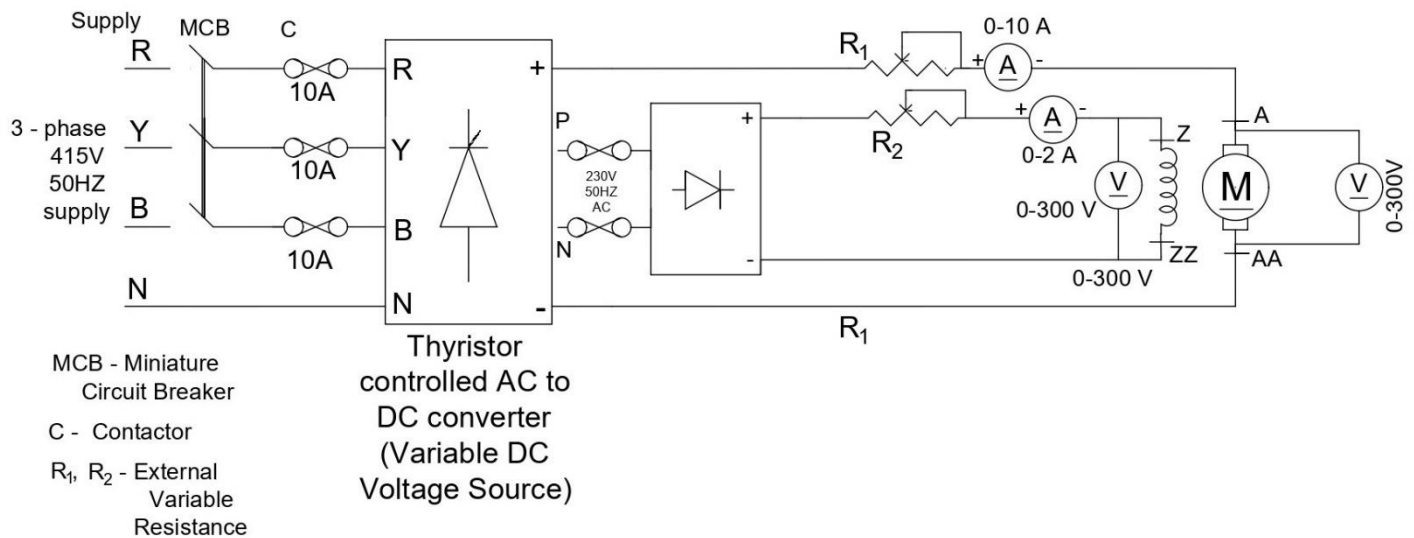 Supply
MCB
C
R
10A
R
+
R1
0-10 A
+ A -
3 - phase
415V
50HZ
supply
Y
10A
Y
P
230V
50HZ
AC
N
+
-
R2
+ A -
0-2 A
V
0-300 V
Z
ZZ
0-300 V
A
M
AA
V
0-300V
B
10A
B
N
N
-
R1
MCB - Miniature
Circuit Breaker
C - Contactor
R1, R2 - External
Variable
Resistance
Thyristor
controlled AC to
DC converter
(Variable DC
Voltage Source)